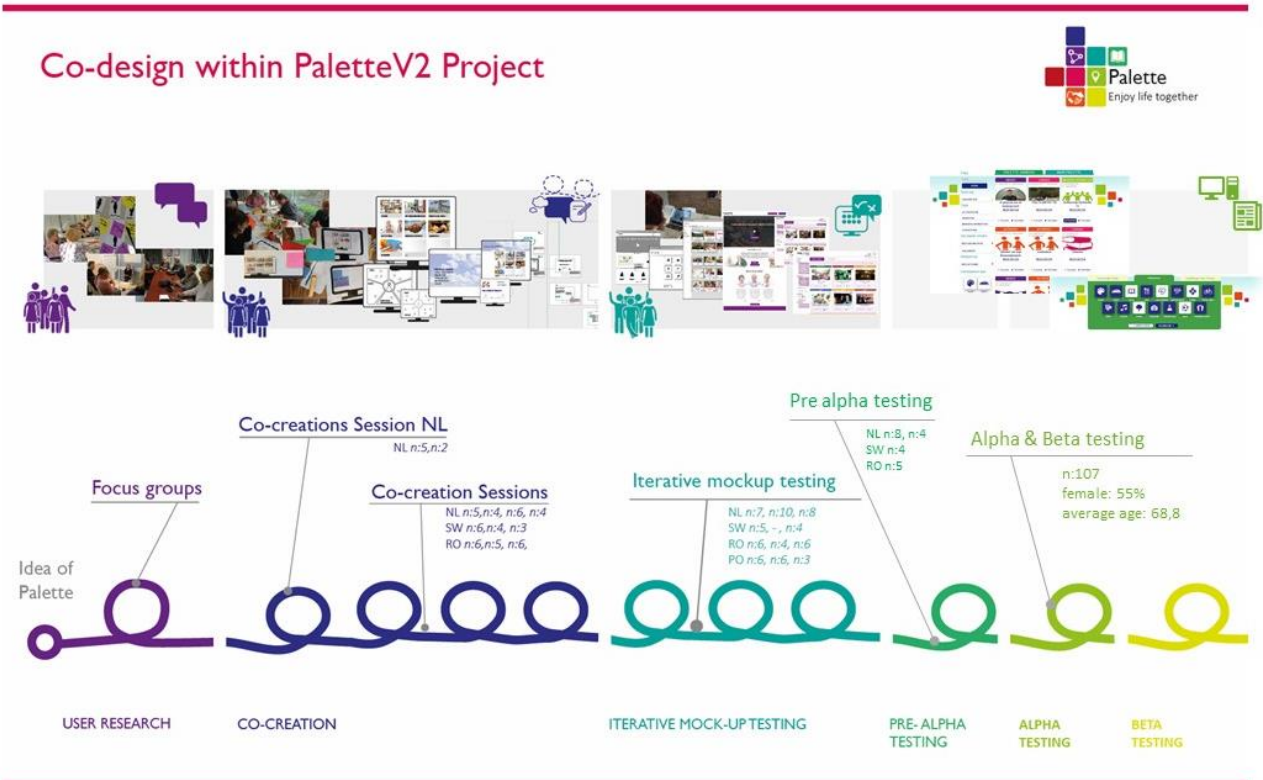 Co-design within PaletteV2 Project
Palette
Enjoy life together
Pre alpha testing
NL n:8, n:4
SW n:4
RO n:5
Co-creations Session NL
NL n:5,n:2
Alpha & Beta testing
n:107
female: 55%
average age: 68,8
Focus groups
Co-creation Sessions
NL n:5,n:4, n:6, n:4
SW n:6,n:4, n:3
RO n:6,n:5, n:6,
Iterative mockup testing
NL n:7, n:10, n:8
SW n:5, - , n:4
RO n:6, n:4, n:6
PO n:6, n:6, n:3
Idea of
Palette
USER RESEARCH
CO-CREATION
ITERATIVE MOCK-UP TESTING
PRE- ALPHA
TESTING
ALPHA
TESTING
BETA
TESTING